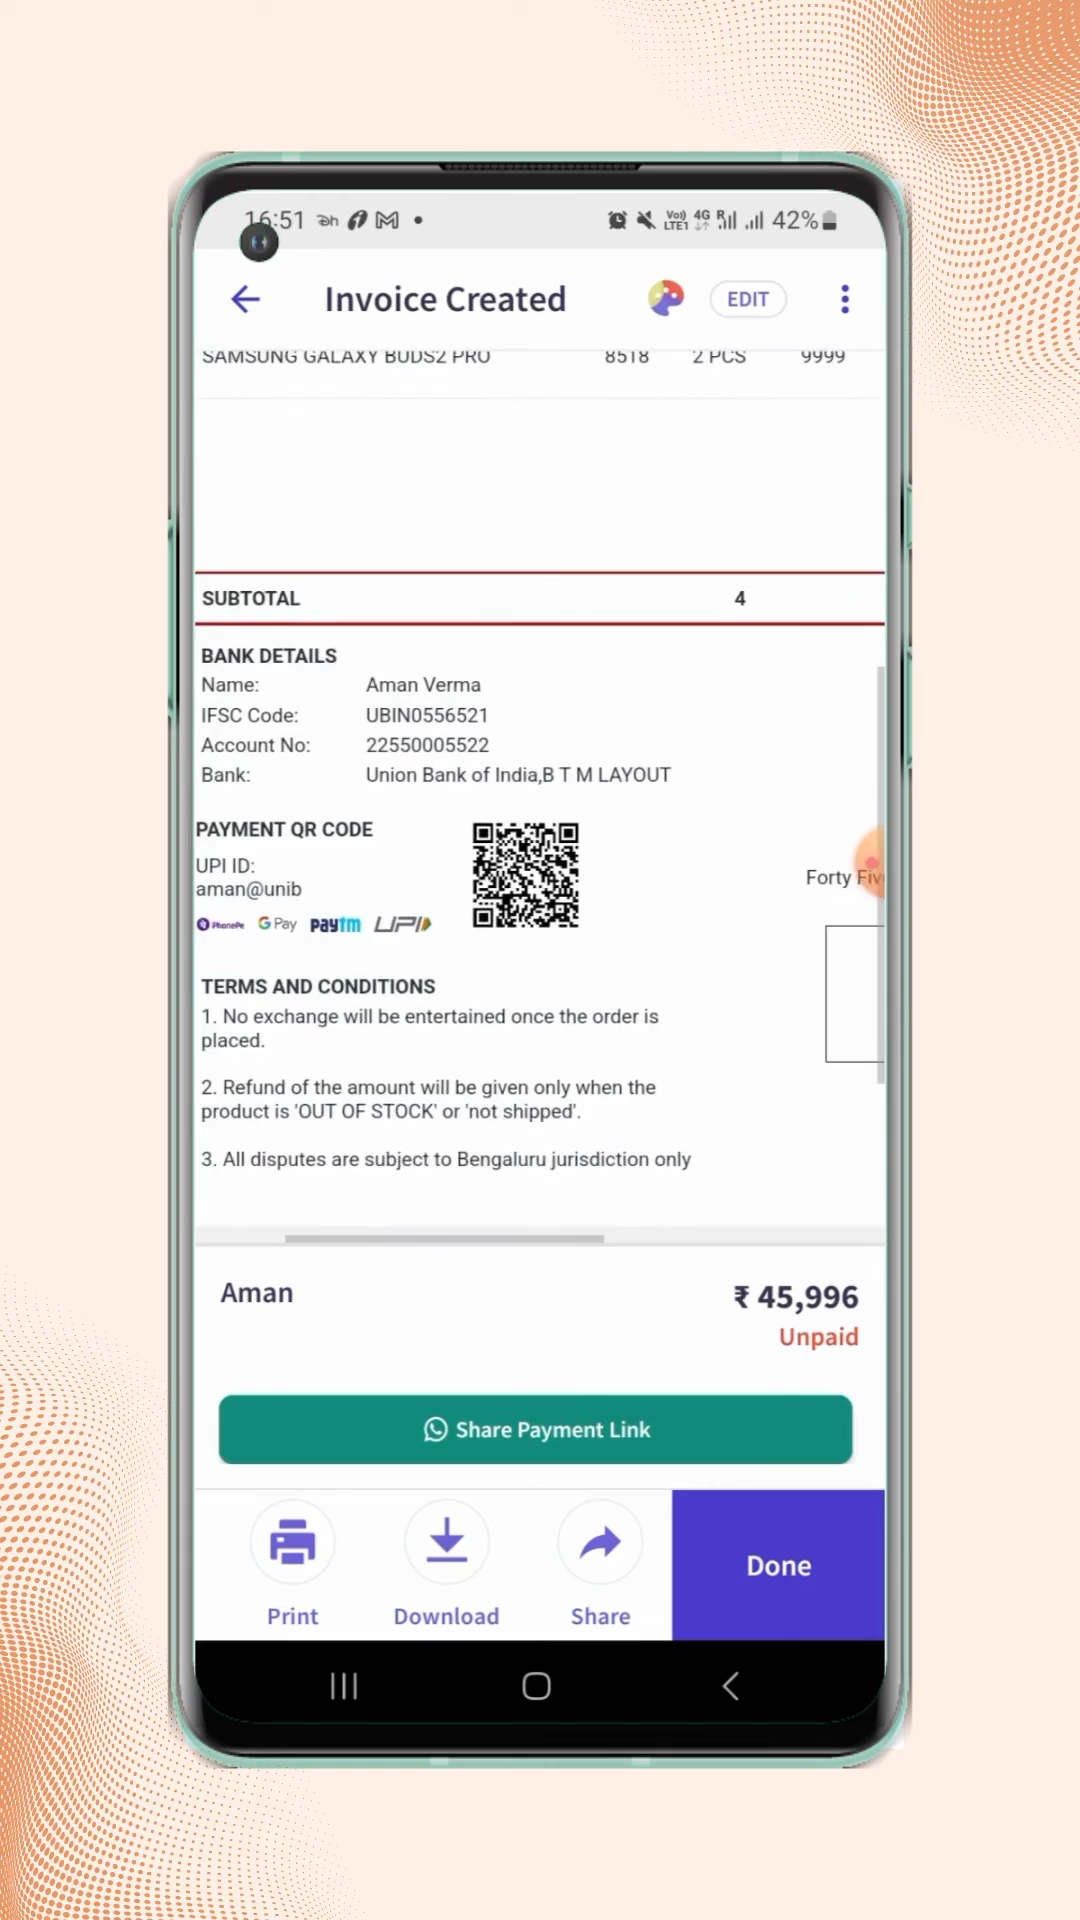 16:51
Vo)) LTE1 4G R 42%
Invoice Created EDIT
SAMSUNG GALAXY BUDS2 PRO 8518 2 PCS 9999
SUBTOTAL 4
BANK DETAILS
Name: Aman Verma
IFSC Code: UBIN0556521
Account No: 22550005522
Bank: Union Bank of India,B T M LAYOUT
PAYMENT QR CODE
UPI ID:
aman@unib
PhonePe G Pay paytm UPI
Forty Fiv
TERMS AND CONDITIONS
1. No exchange will be entertained once the order is
placed.
2. Refund of the amount will be given only when the
product is 'OUT OF STOCK' or 'not shipped'.
3. All disputes are subject to Bengaluru jurisdiction only
Aman ₹ 45,996
Unpaid
Share Payment Link
Print Download Share Done